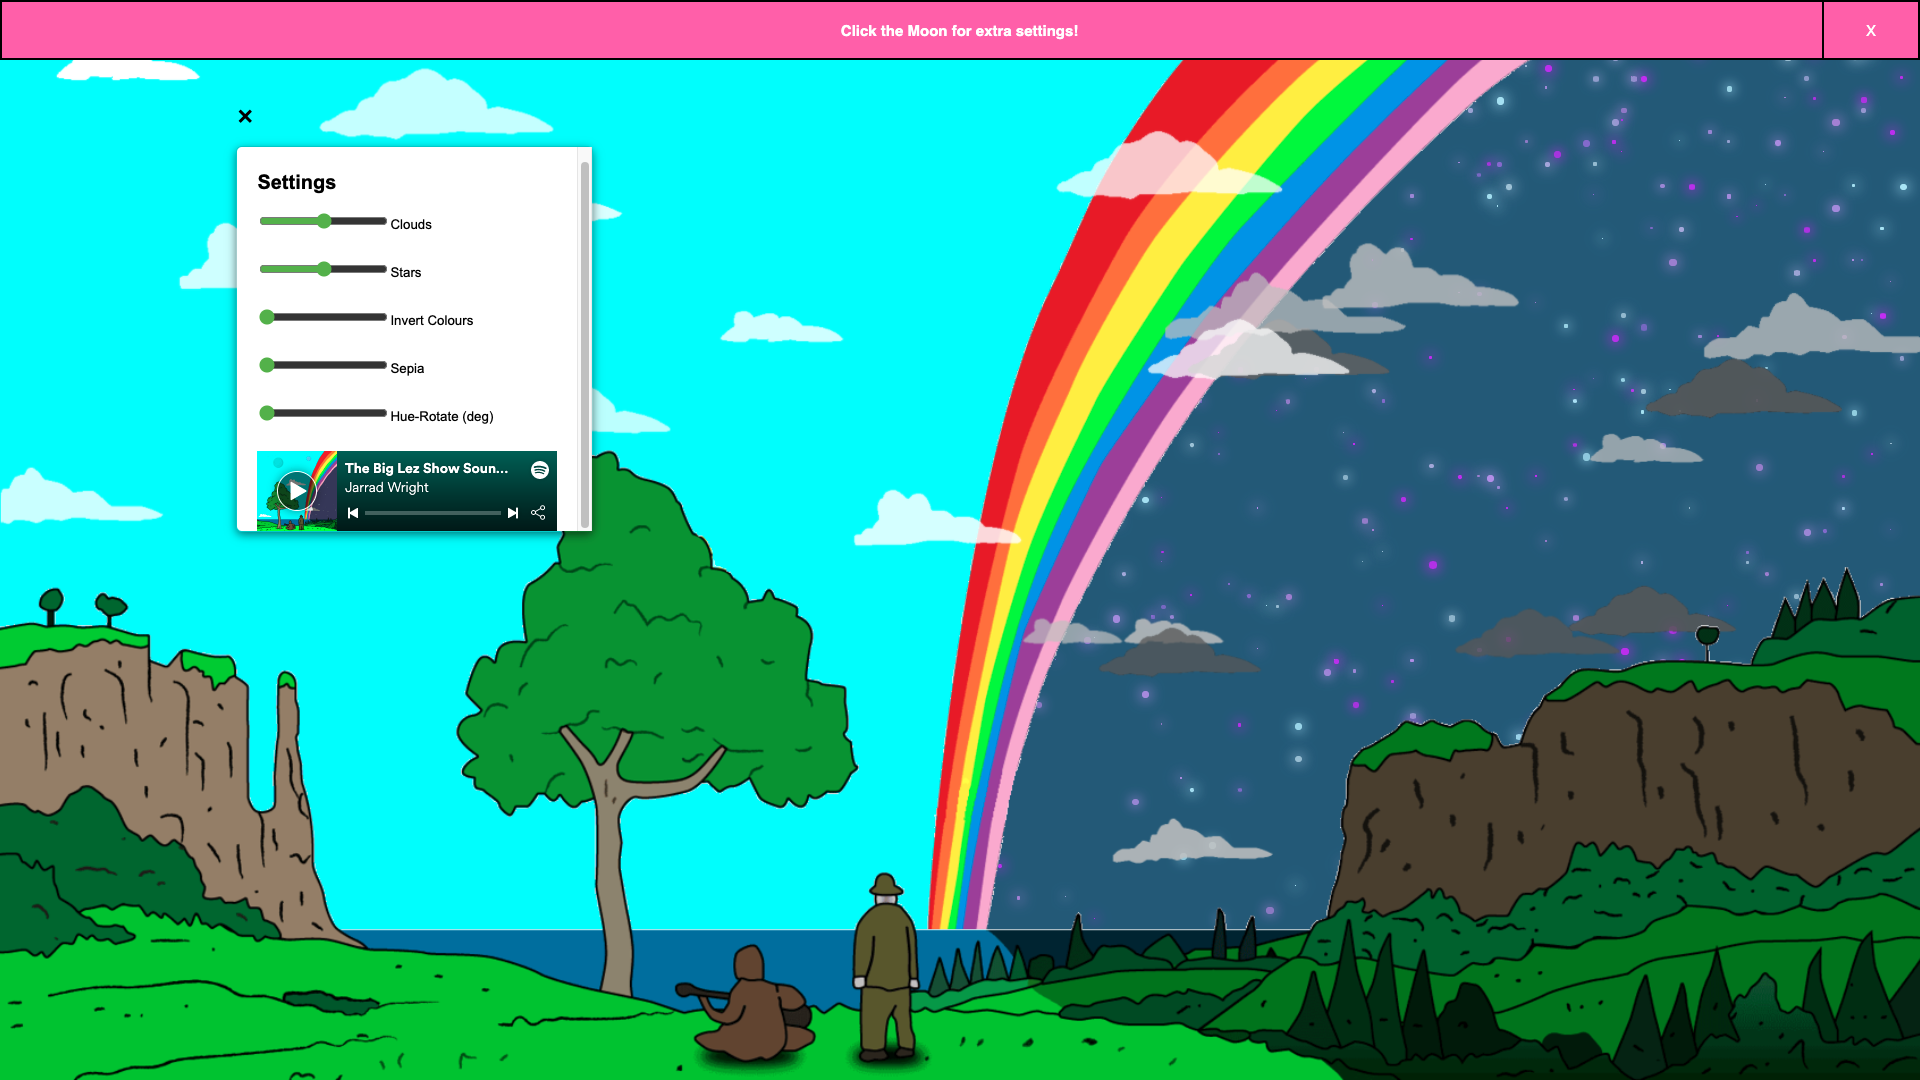 Click the Moon for extra settings!
X
×
Settings
Clouds
Stars
Invert Colours
Sepia
Hue-Rotate (deg)
The Big Lez Show Soun...
Jarrad Wright